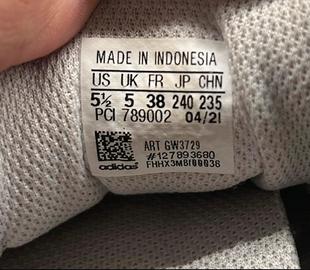 MADE IN INDONESIA
US UK FR JP CHN
5½ 5 38 240 235
PCI 789002 04/21
ART GW3729
#127893680
adidas